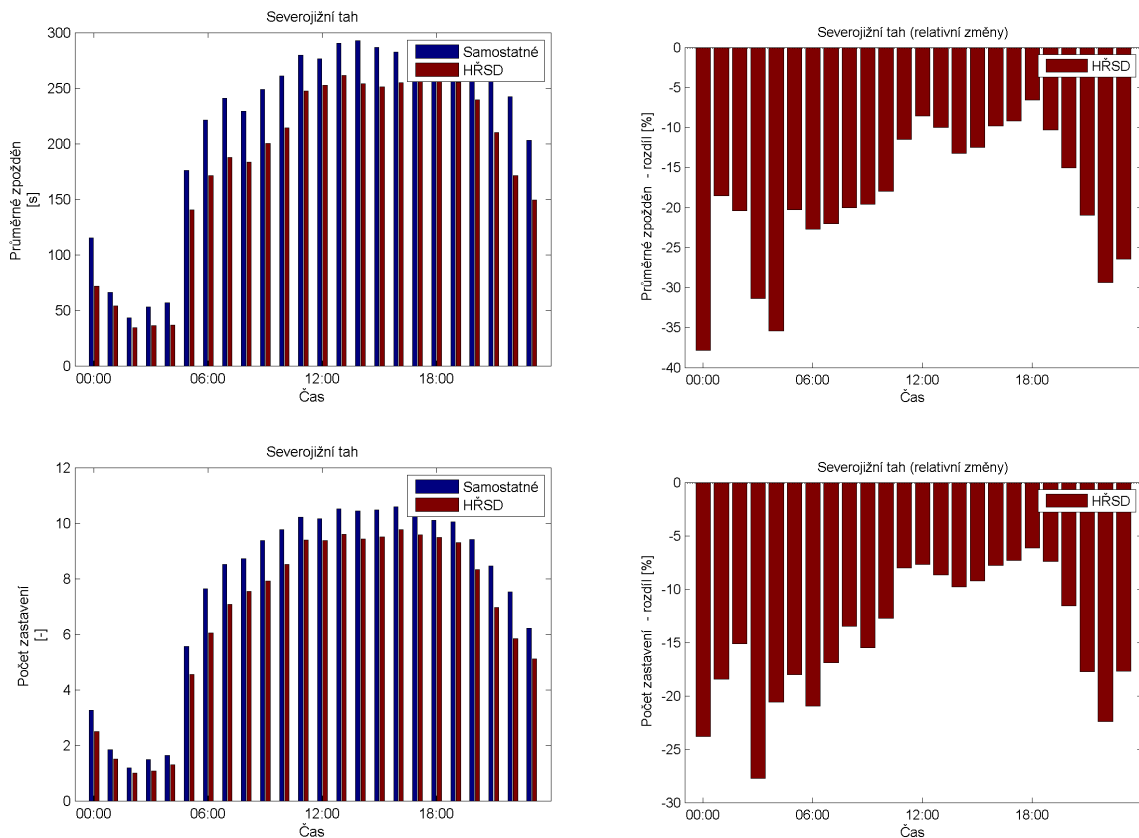 Severojižní tah
300
250
200
150
100
50
0
Průměrné zpožděn
[s]
Samostatné
HŘSD
00:00
06:00
12:00
18:00
Čas
Severojižní tah (relativní změny)
0
-5
-10
-15
-20
-25
-30
-35
-40
Průměrné zpožděn - rozdíl [%]
HŘSD
00:00
06:00
12:00
18:00
Čas
Severojižní tah
12
10
8
6
4
2
0
Počet zastavení
[-]
Samostatné
HŘSD
00:00
06:00
12:00
18:00
Čas
Severojižní tah (relativní změny)
0
-5
-10
-15
-20
-25
-30
Počet zastavení - rozdíl [%]
HŘSD
00:00
06:00
12:00
18:00
Čas